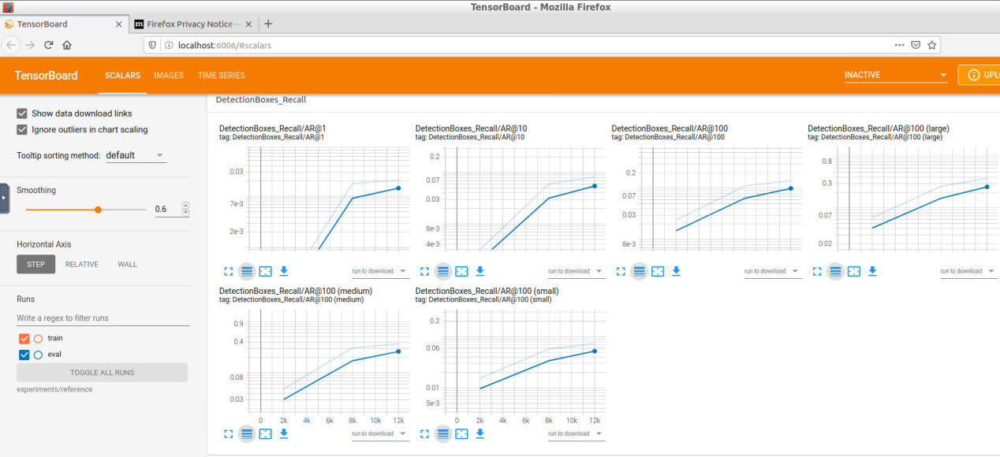 TensorBoard - Mozilla Firefox
TensorBoard
Firefox Privacy Notice
localhost:6006/#scalars
TensorBoard
SCALARS
IMAGES
TIME SERIES
INACTIVE
UPLO
Show data download links
Ignore outliers in chart scaling
Tooltip sorting method: default
Smoothing
0.6
Horizontal Axis
STEP
RELATIVE
WALL
Runs
Write a regex to filter runs
train
eval
TOGGLE ALL RUNS
experiments/reference
DetectionBoxes_Recall
DetectionBoxes_Recall/AR@1
tag: DetectionBoxes_Recall/AR@1
0.03
7e-3
2e-3
run to download
DetectionBoxes_Recall/AR@10
tag: DetectionBoxes_Recall/AR@10
0.2
0.07
0.03
8e-3
4e-3
run to download
DetectionBoxes_Recall/AR@100
tag: DetectionBoxes_Recall/AR@100
0.2
0.07
0.03
8e-3
run to download
DetectionBoxes_Recall/AR@100 (large)
tag: DetectionBoxes_Recall/AR@100 (large)
0.8
0.3
0.07
0.02
run to download
DetectionBoxes_Recall/AR@100 (medium)
tag: DetectionBoxes_Recall/AR@100 (medium)
0.9
0.4
0.08
0.03
0 2k 4k 6k 8k 10k 12k
run to download
DetectionBoxes_Recall/AR@100 (small)
tag: DetectionBoxes_Recall/AR@100 (small)
0.2
0.06
0.01
5e-3
0 2k 4k 6k 8k 10k 12k
run to download